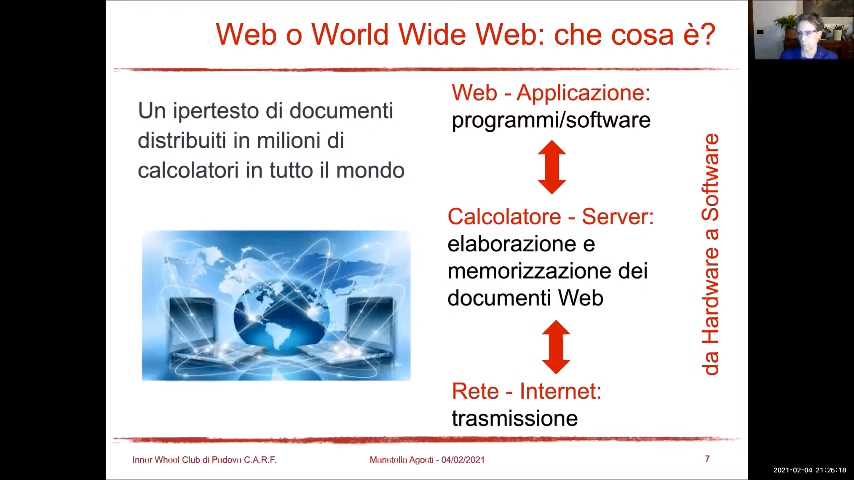 Web o World Wide Web: che cosa è?
Un ipertesto di documenti
distribuiti in milioni di
calcolatori in tutto il mondo
Web - Applicazione:
programmi/software
Calcolatore - Server:
elaborazione e
memorizzazione dei
documenti Web
Rete - Internet:
trasmissione
da Hardware a Software
Inner Wheel Club di Padova C.A.R.F.
Maristella Agosti - 04/02/2021
7
2021-02-04 21:26:18